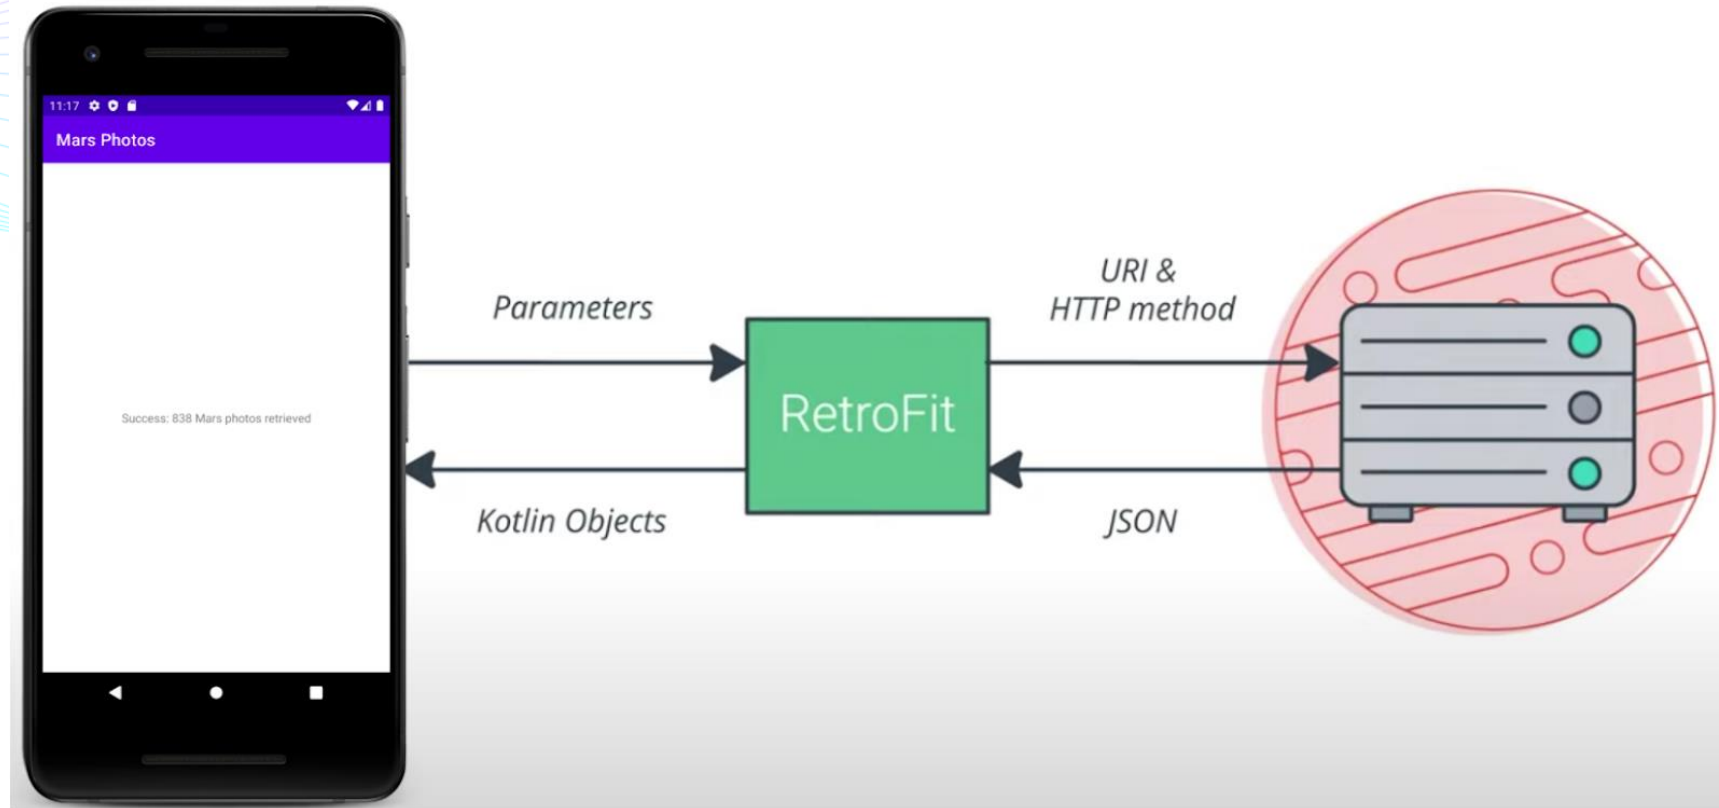 11:17
Mars Photos
Success: 838 Mars photos retrieved
Parameters
Kotlin Objects
RetroFit
URI &
HTTP method
JSON